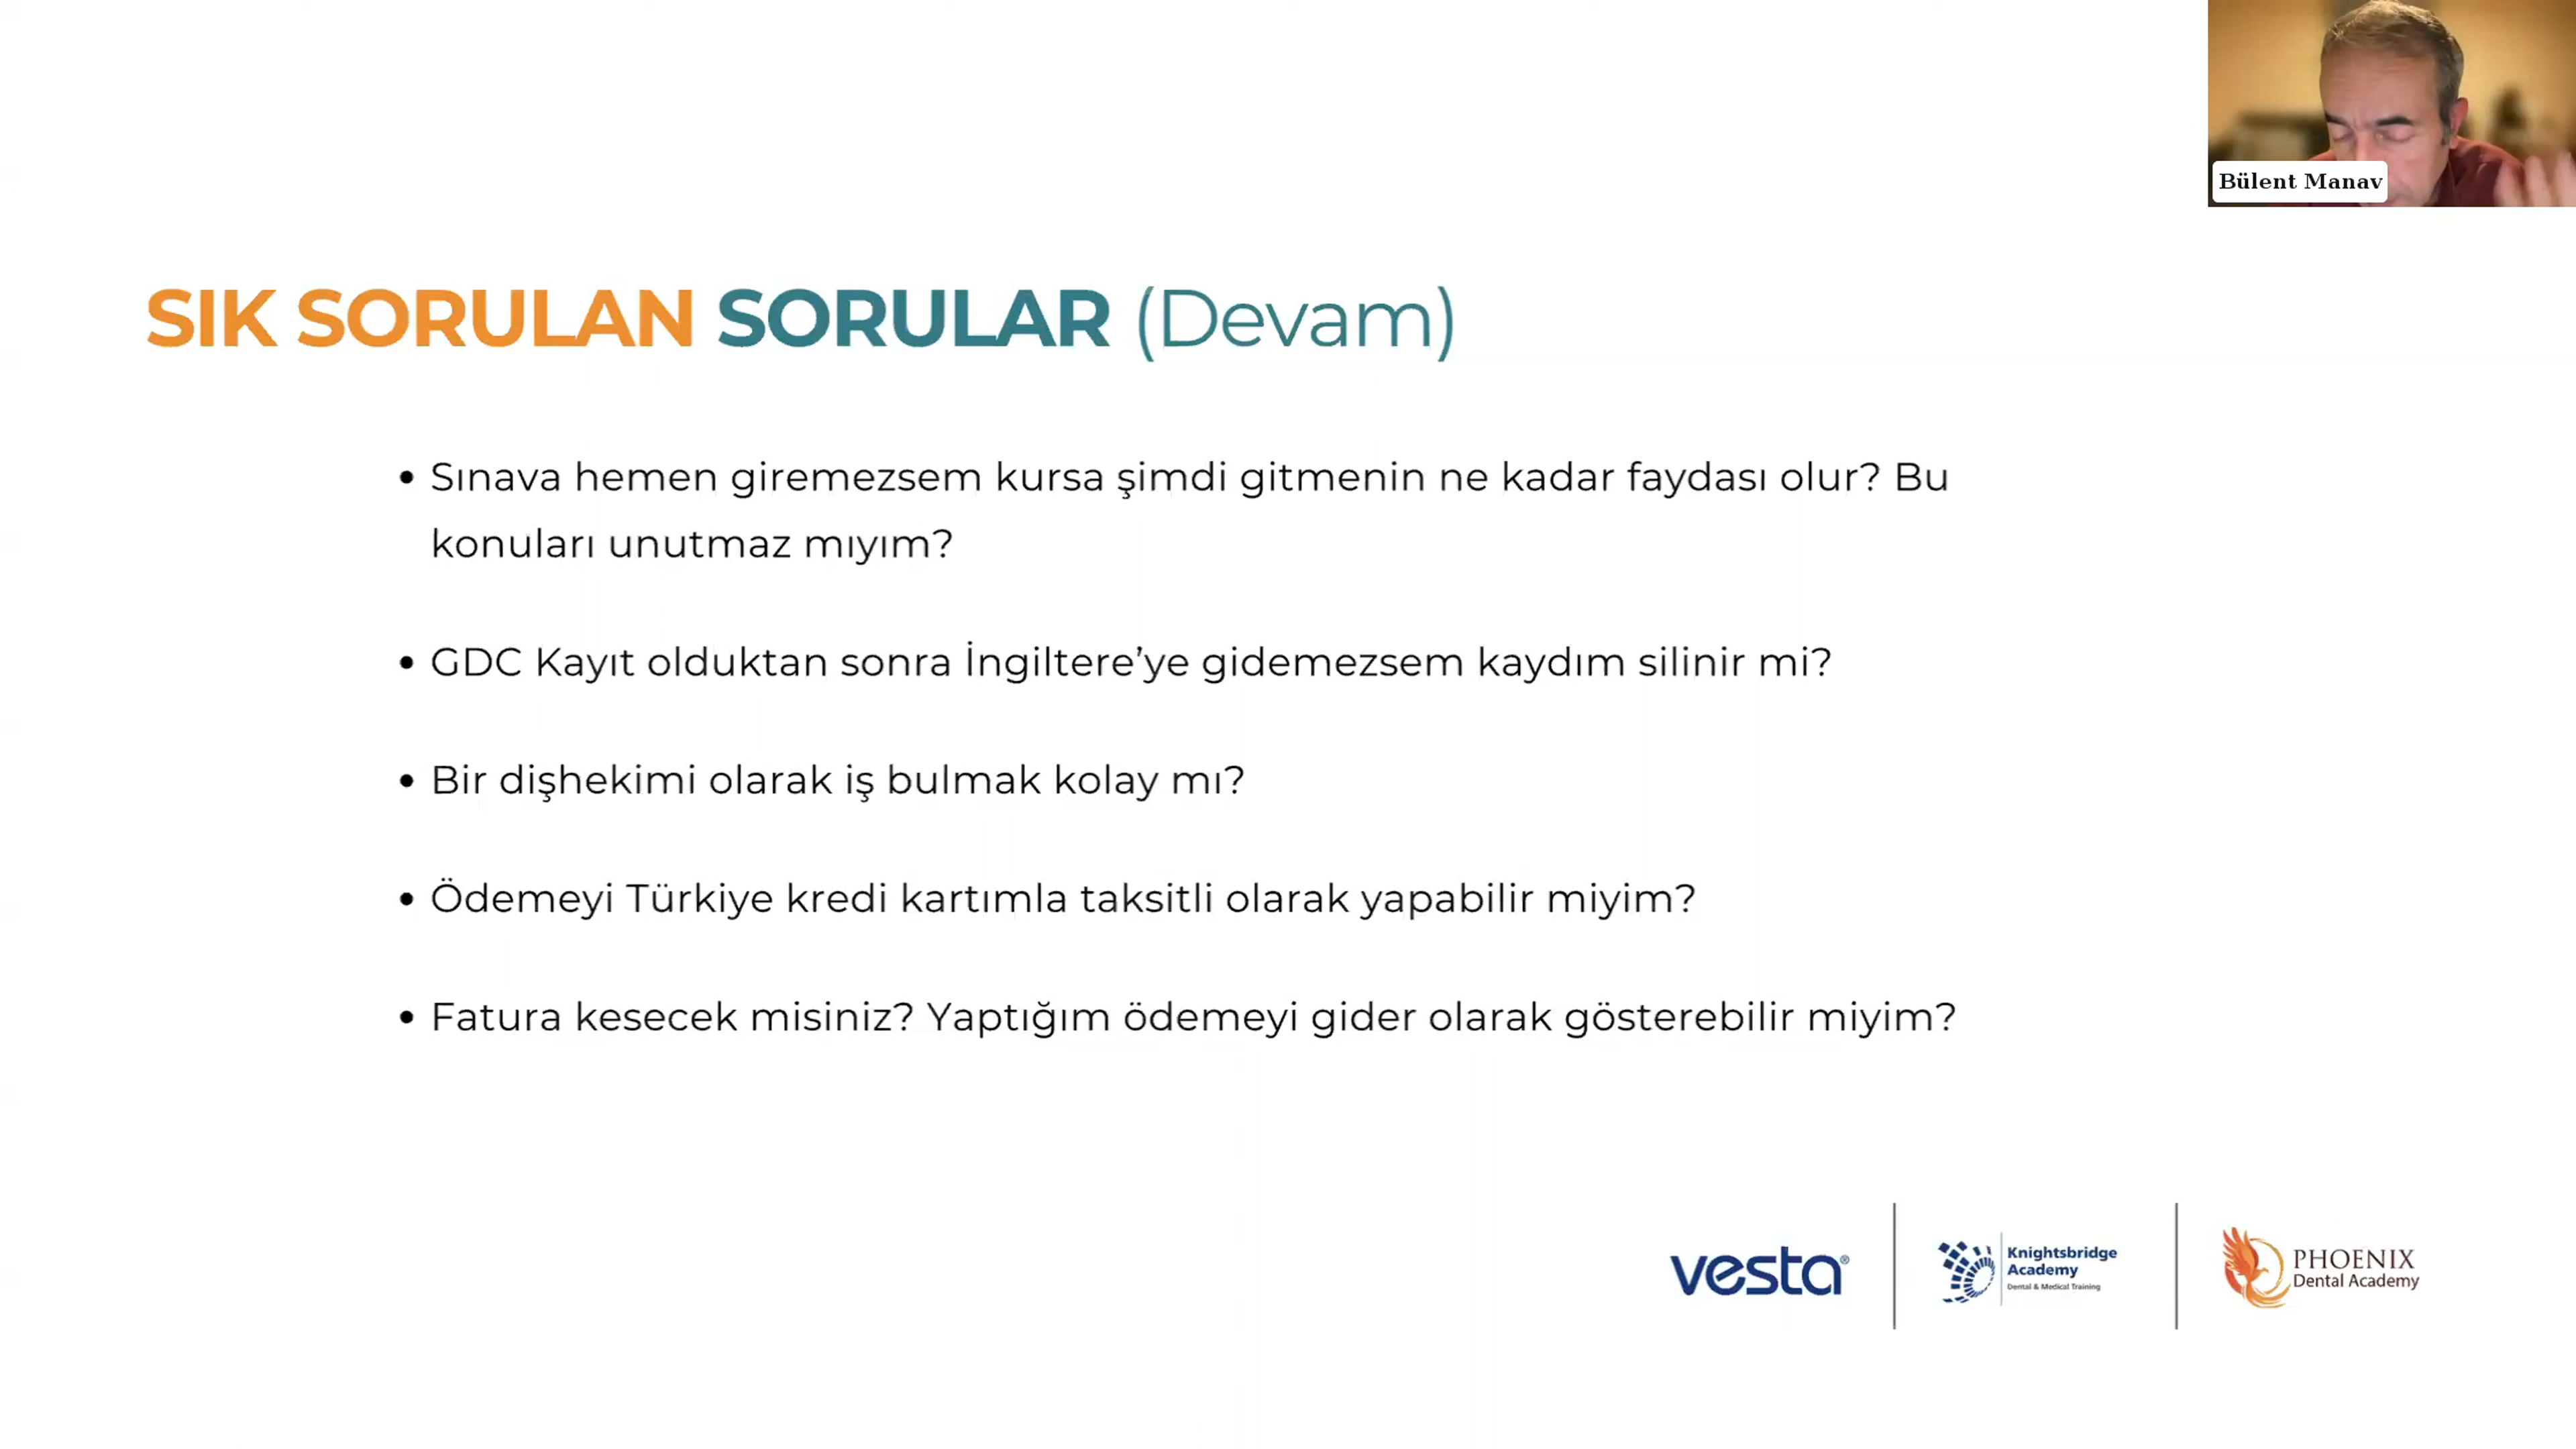 Bülent Manav
SIK SORULAN SORULAR (Devam)
• Sınava hemen giremezsem kursa şimdi gitmenin ne kadar faydası olur? Bu
konuları unutmaz mıyım?
• GDC Kayıt olduktan sonra İngiltere’ye gidemezsem kaydım silinir mi?
• Bir dişhekimi olarak iş bulmak kolay mı?
• Ödemeyi Türkiye kredi kartımla taksitli olarak yapabilir miyim?
• Fatura kesecek misiniz? Yaptığım ödemeyi gider olarak gösterebilir miyim?
vesta®
Knightsbridge
Academy
Dental & Medical Training
PHOENIX
Dental Academy